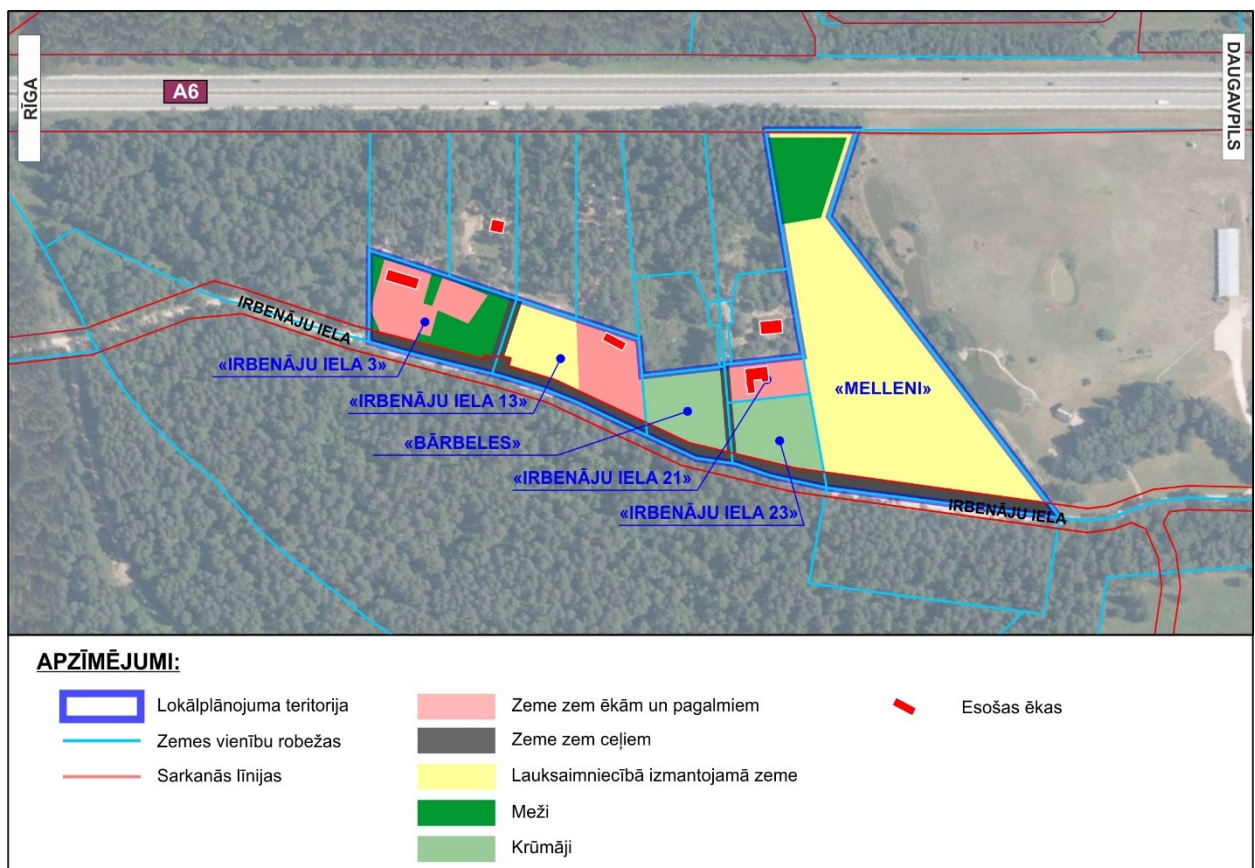 RĪGA
A6
DAUGAVPILS
IRBENĀJU IELA
«IRBENĀJU IELA 3»
«IRBENĀJU IELA 13»
«MELLENI»
«BĀRBELES»
«IRBENĀJU IELA 21»
«IRBENĀJU IELA 23»
IRBENĀJU IELA
APZĪMĒJUMI:
Lokālplānojuma teritorija
Zemes vienību robežas
Sarkanās līnijas
Zeme zem ēkām un pagalmiem
Zeme zem ceļiem
Lauksaimniecībā izmantojamā zeme
Meži
Krūmāji
Esošas ēkas